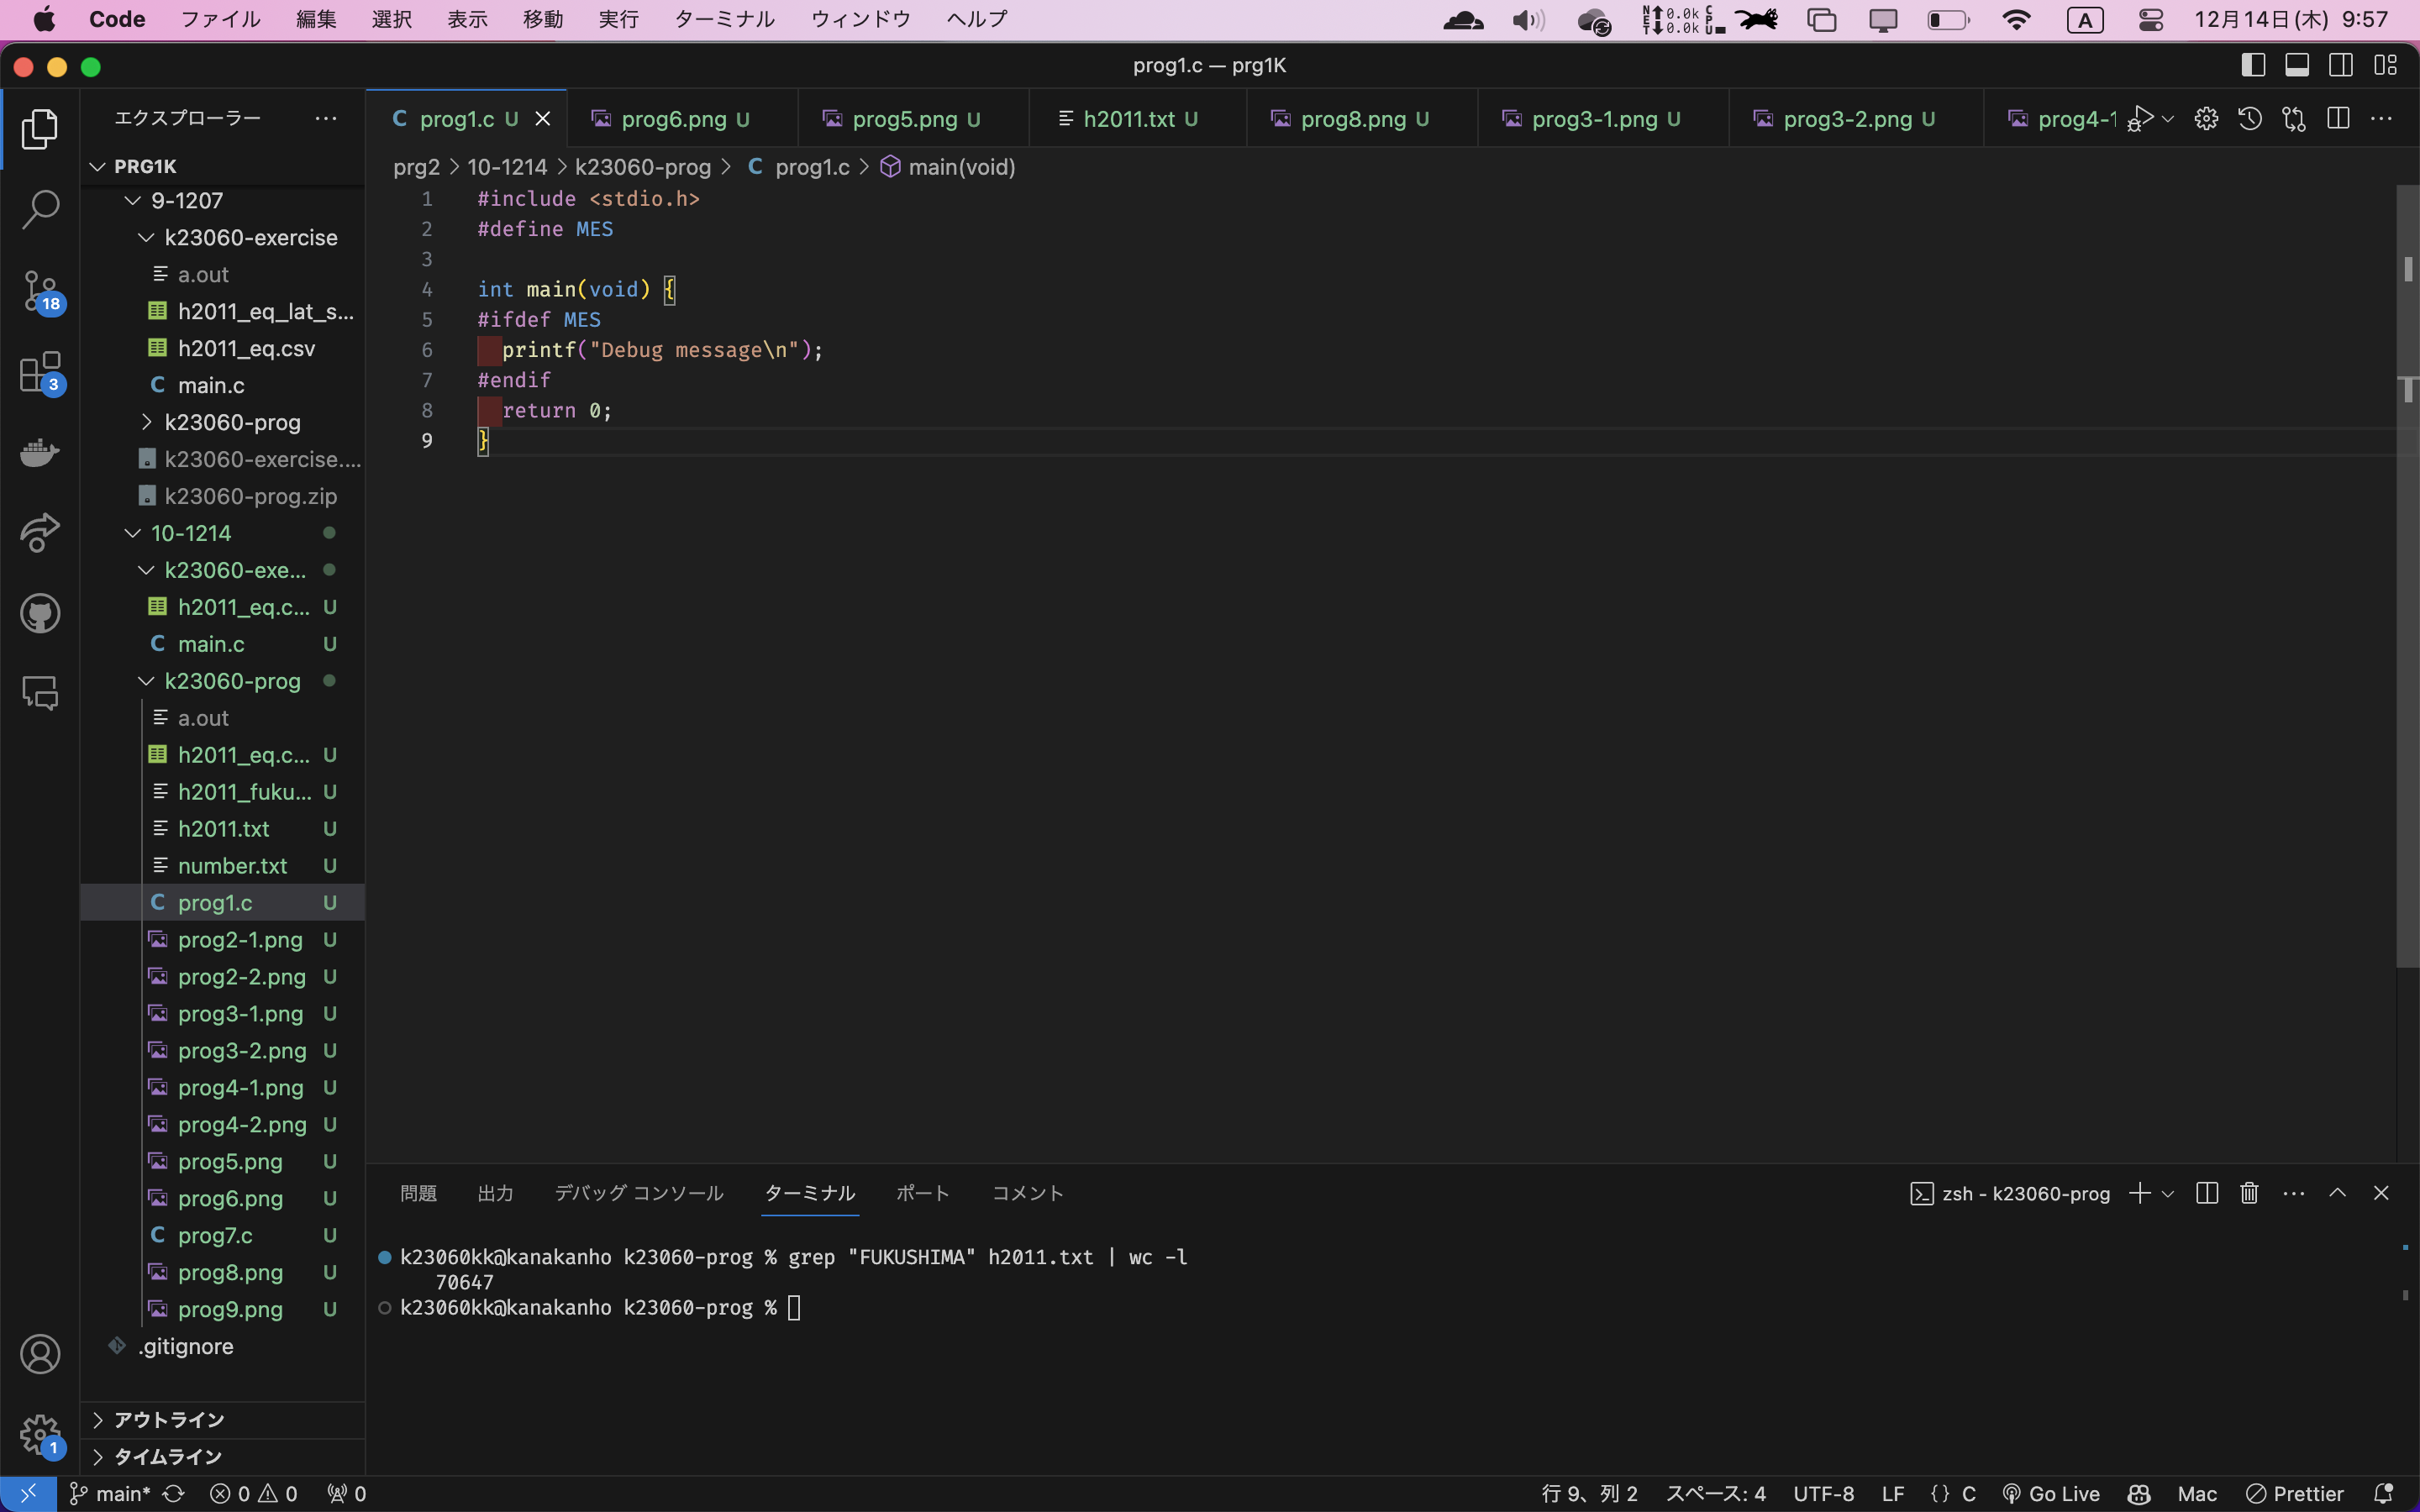 Code ファイル 編集 選択 表示 移動 実行 ターミナル ウィンドウ ヘルプ NET 0.0k 0.0k CPU A 12月14日(木) 9:57
prog1.c — prg1K
エクスプローラー
prog1.c U prog6.png U prog5.png U h2011.txt U prog8.png U prog3-1.png U prog3-2.png U prog4-1
PRG1K
prg2 > 10-1214 > k23060-prog > C prog1.c > main(void)
9-1207
k23060-exercise
a.out
h2011_eq_lat_s...
h2011_eq.csv
C main.c
k23060-prog
k23060-exercise....
k23060-prog.zip
10-1214
k23060-exe...
h2011_eq.c... U
C main.c U
k23060-prog
a.out
h2011_eq.c... U
h2011_fuku... U
h2011.txt U
number.txt U
C prog1.c U
prog2-1.png U
prog2-2.png U
prog3-1.png U
prog3-2.png U
prog4-1.png U
prog4-2.png U
prog5.png U
prog6.png U
C prog7.c U
prog8.png U
prog9.png U
.gitignore
アウトライン
タイムライン
18
3
1
1 #include <stdio.h>
2 #define MES
3
4 int main(void) {
5 #ifdef MES
6 printf("Debug message\n");
7 #endif
8 return 0;
9 }
問題 出力 デバッグ コンソール ターミナル ポート コメント zsh - k23060-prog
k23060kk@kanakanho k23060-prog % grep "FUKUSHIMA" h2011.txt | wc -l
70647
k23060kk@kanakanho k23060-prog %
main* 0 0 0 行 9、列 2 スペース: 4 UTF-8 LF {} C Go Live Mac Prettier